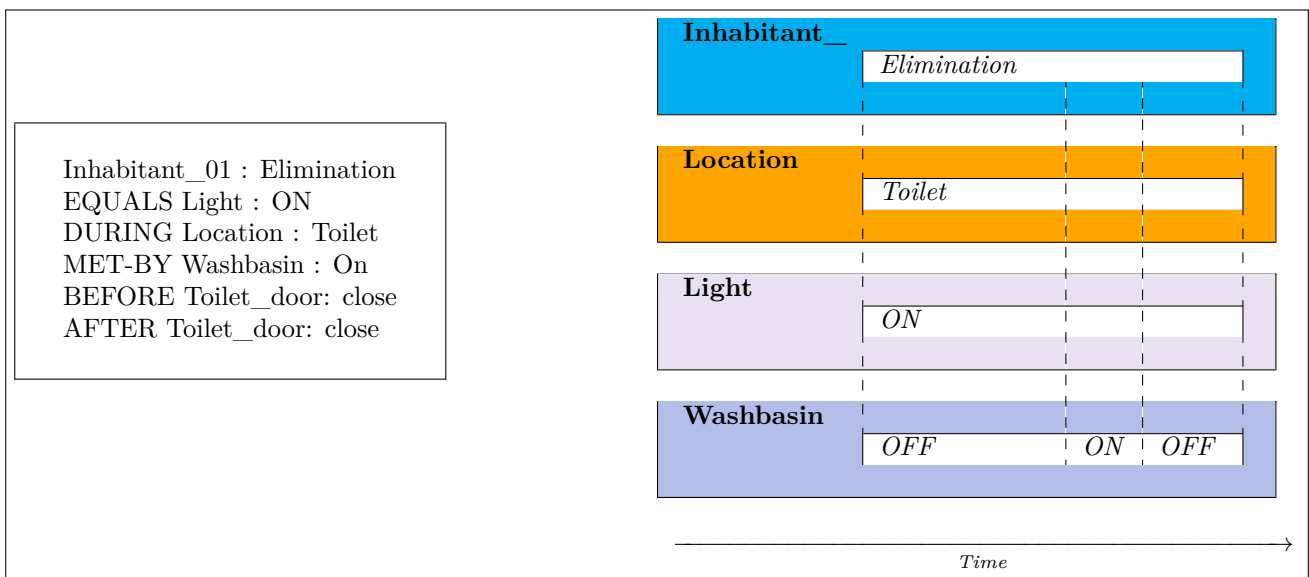 Inhabitant_01 : Elimination
EQUALS Light : ON
DURING Location : Toilet
MET-BY Washbasin : On
BEFORE Toilet_door: close
AFTER Toilet_door: close
Inhabitant_
Elimination
Location
Toilet
Light
ON
Washbasin
OFF ON OFF
Time